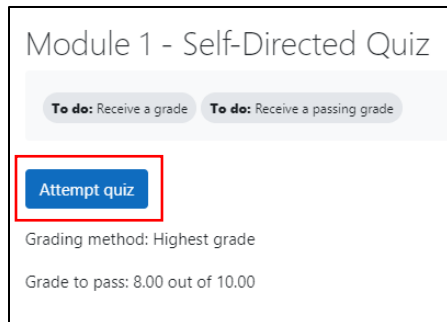 Module 1 - Self-Directed Quiz
To do: Receive a grade To do: Receive a passing grade
Attempt quiz
Grading method: Highest grade
Grade to pass: 8.00 out of 10.00